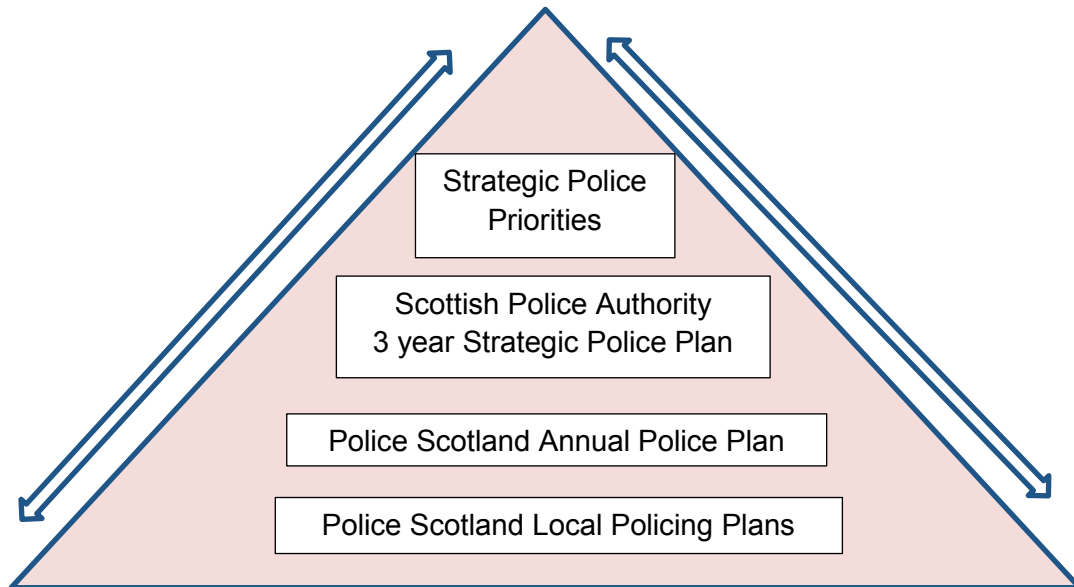 Strategic Police
Priorities
Scottish Police Authority
3 year Strategic Police Plan
Police Scotland Annual Police Plan
Police Scotland Local Policing Plans